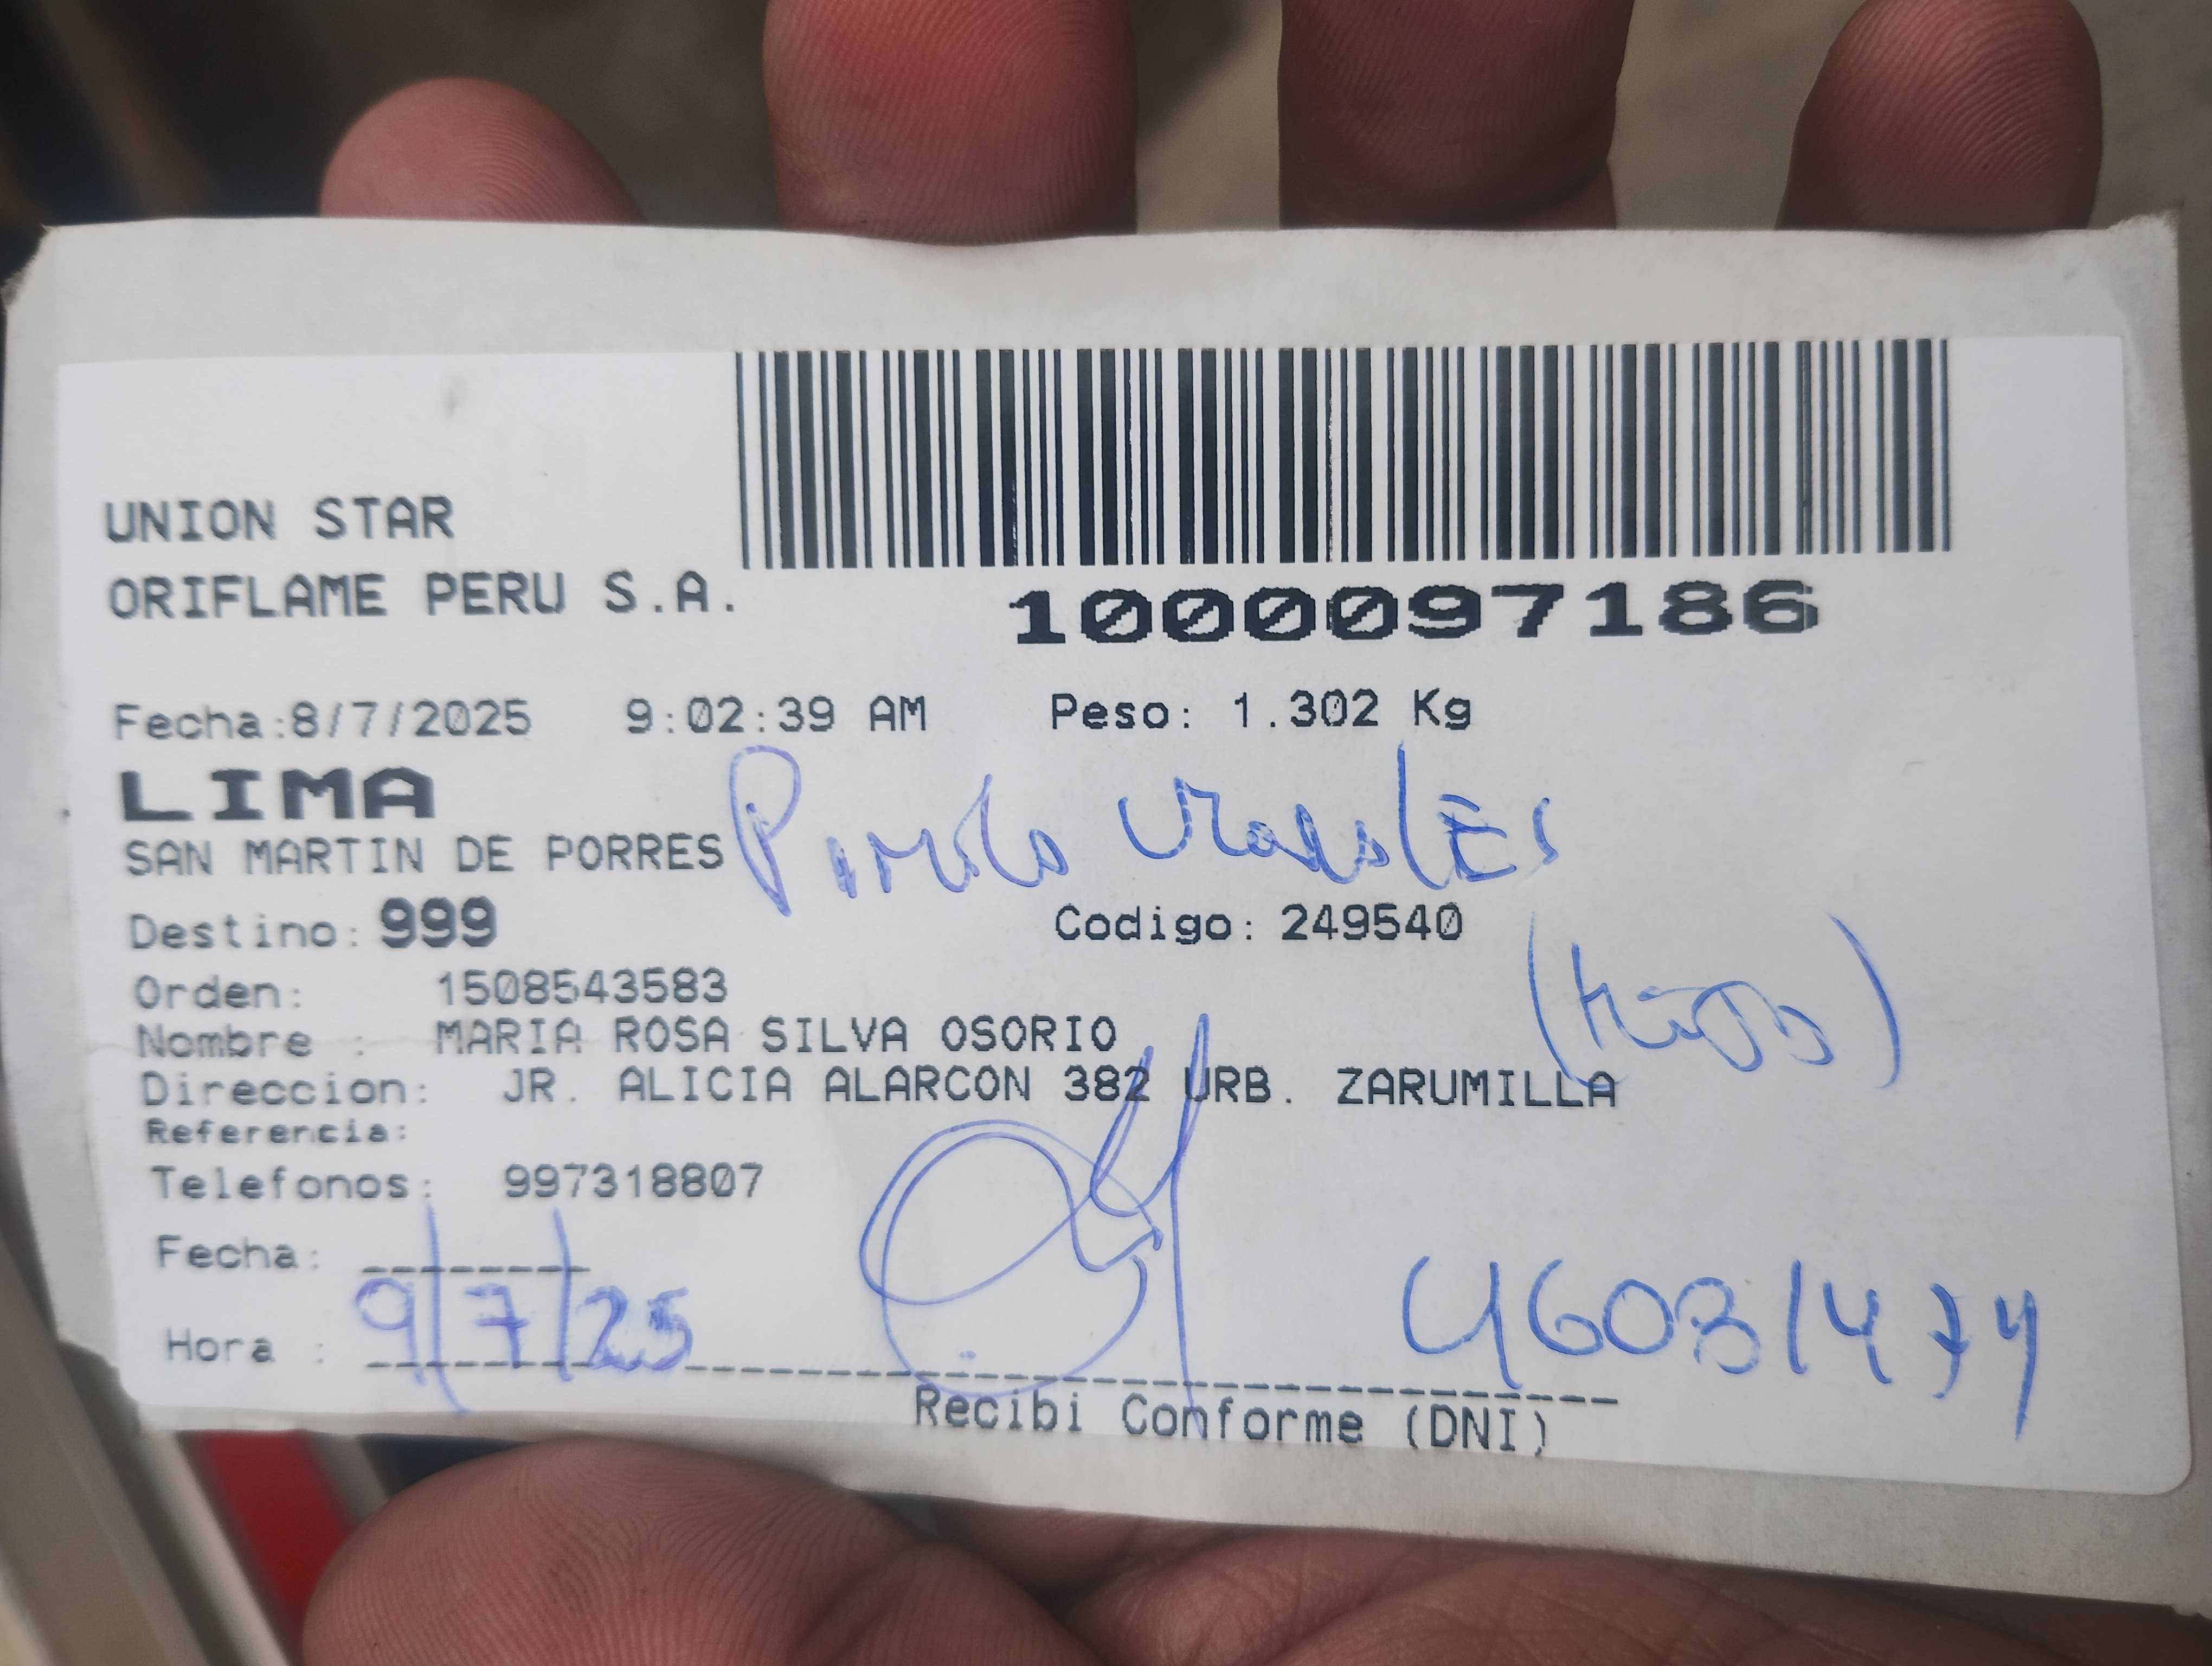 UNION STAR
ORIFLAME PERU S.A.
1000097186
Fecha:8/7/2025 9:02:39 AM Peso: 1.302 Kg
LIMA
SAN MARTIN DE PORRES
Destino: 999 Codigo: 249540
Orden: 1508543583
Nombre : MARIA ROSA SILVA OSORIO
Direccion: JR. ALICIA ALARCON 382 URB. ZARUMILLA
Referencia:
Telefonos: 997318807
Fecha:
9/7/25
Hora :
Recibi Conforme (DNI)